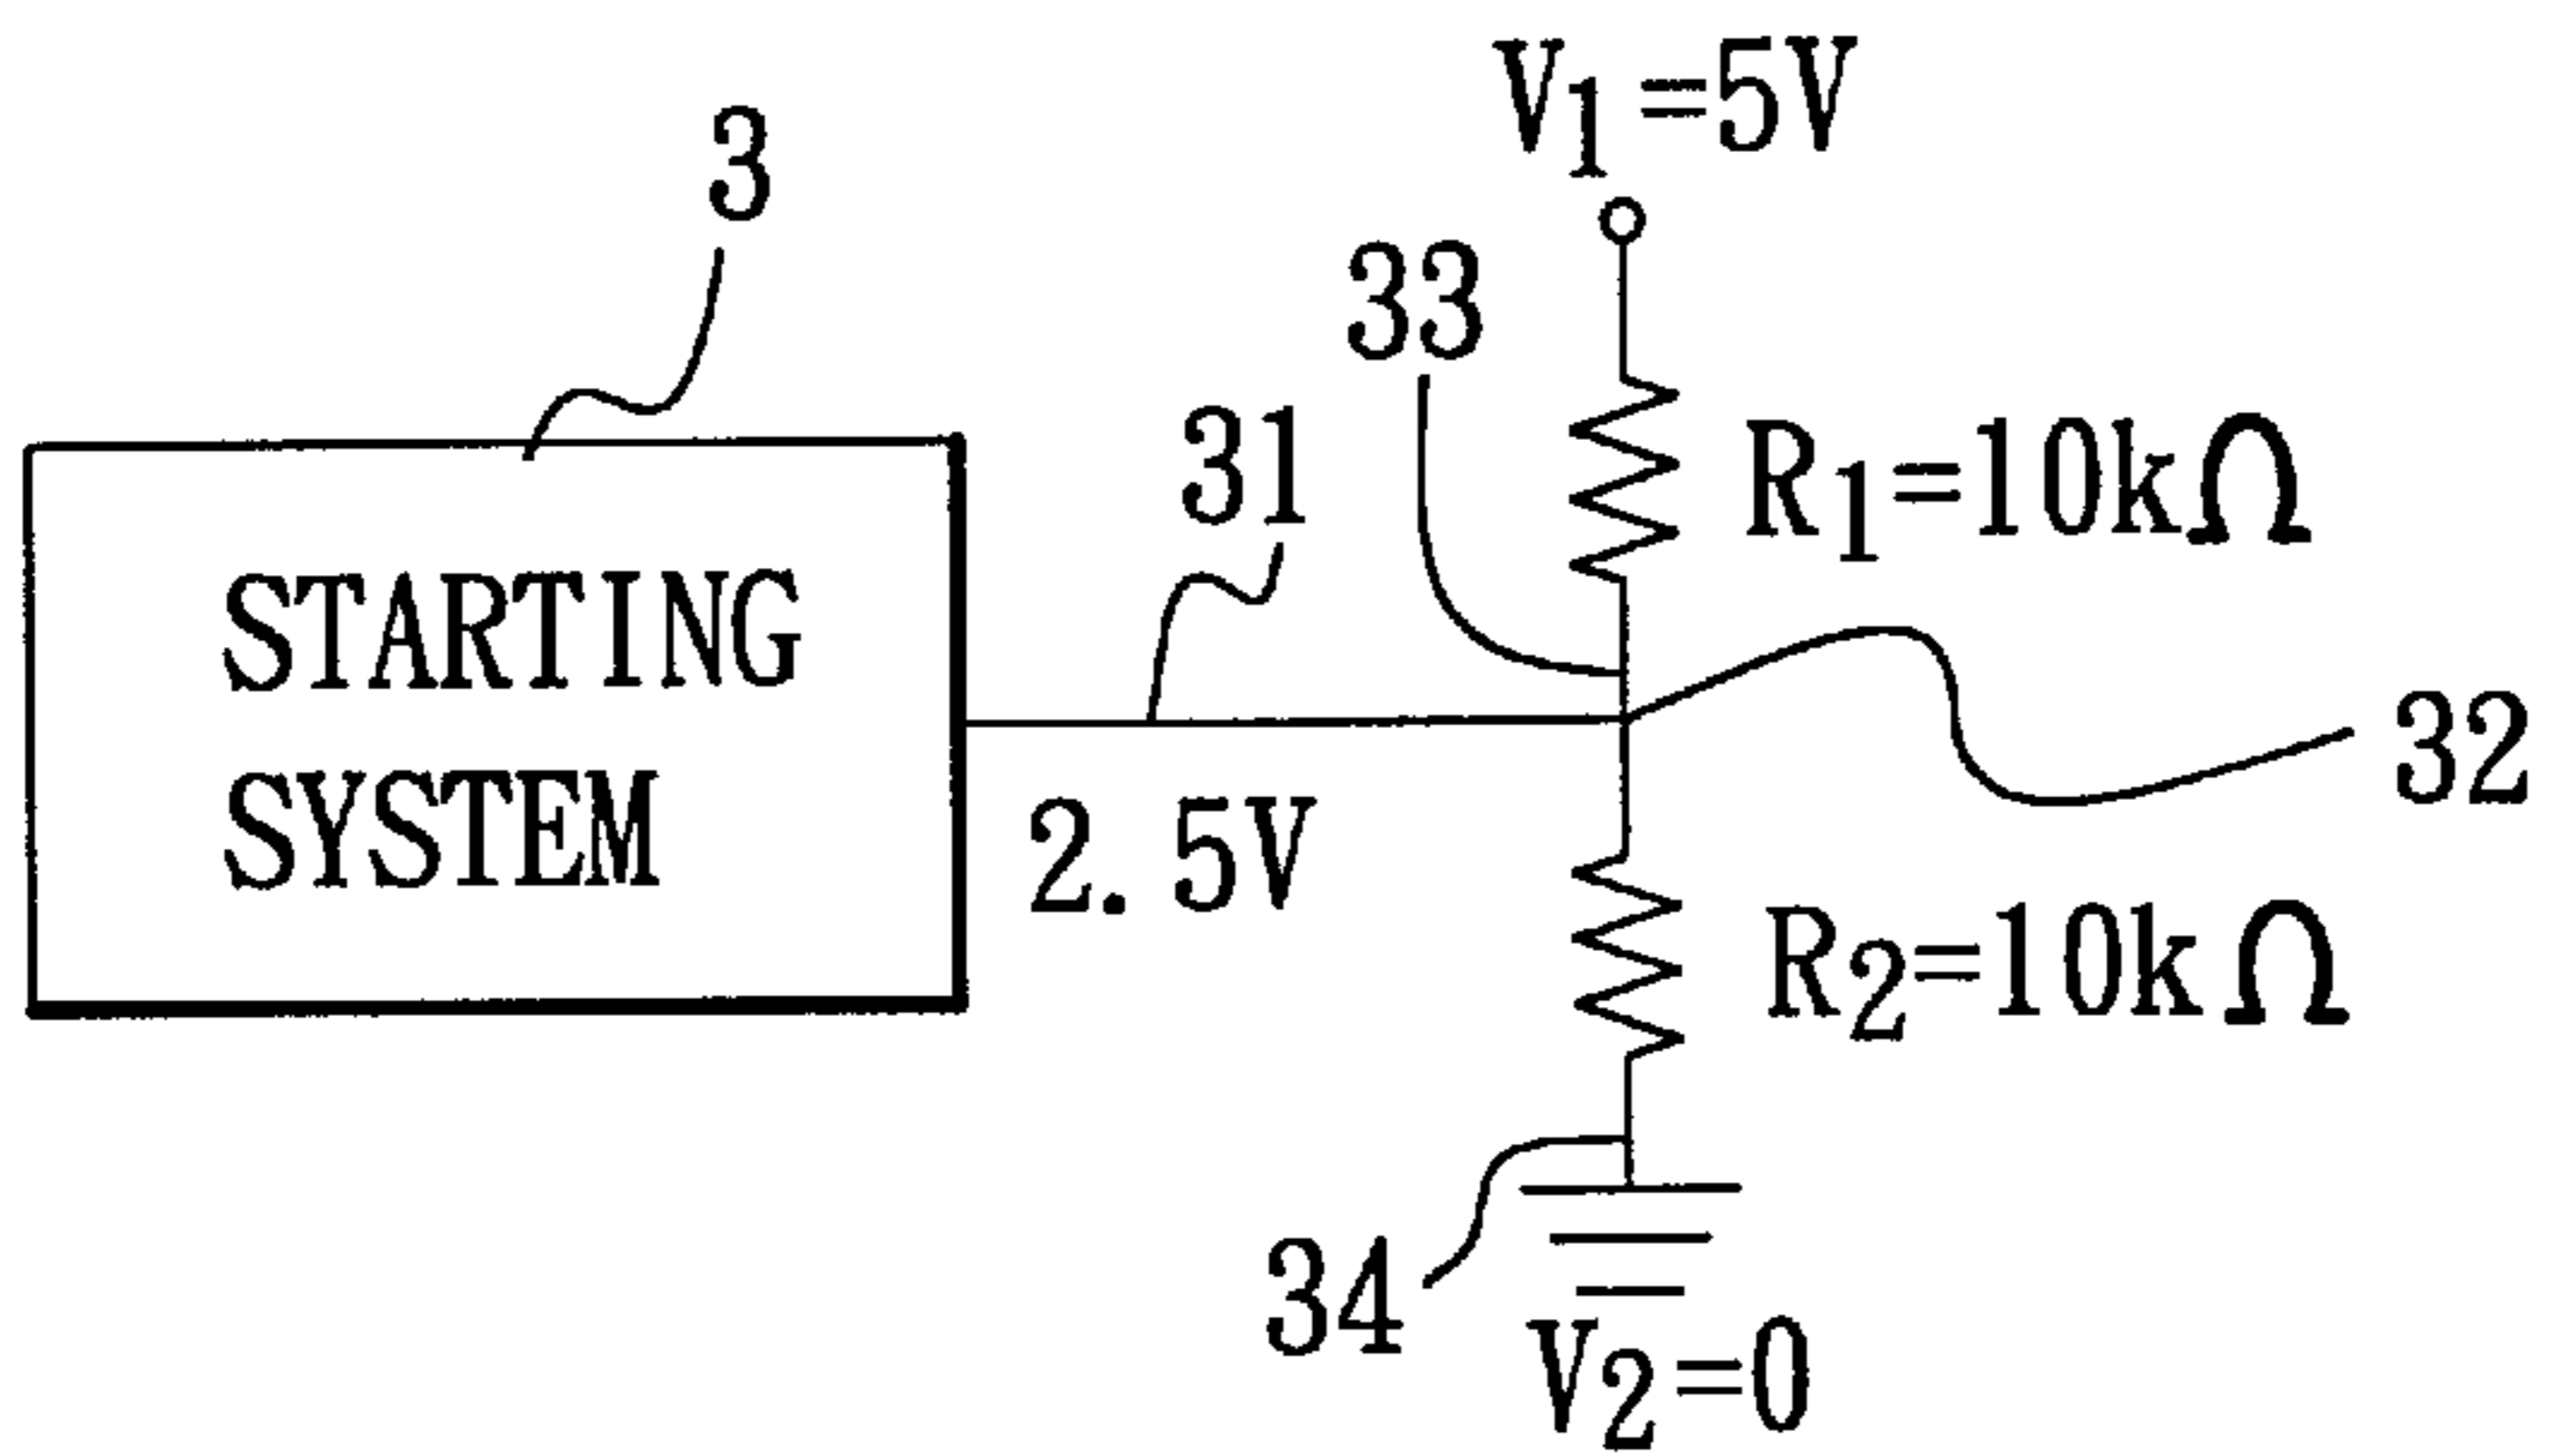 V1=5V
3
33
31
R1=10kΩ
STARTING
SYSTEM
32
2.5V
R2=10kΩ
34
V2=0